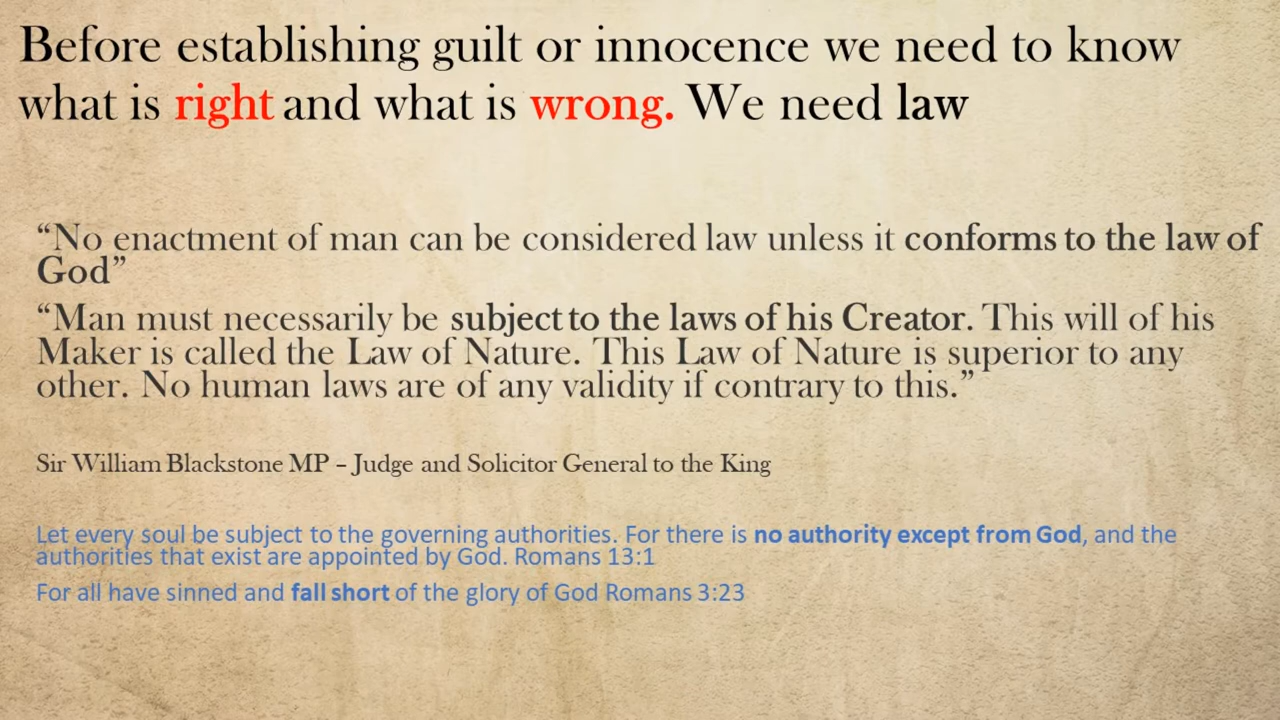 Before establishing guilt or innocence we need to know
what is right and what is wrong. We need law
“No enactment of man can be considered law unless it conforms to the law of
God”
“Man must necessarily be subject to the laws of his Creator. This will of his
Maker is called the Law of Nature. This Law of Nature is superior to any
other. No human laws are of any validity if contrary to this.”
Sir William Blackstone MP – Judge and Solicitor General to the King
Let every soul be subject to the governing authorities. For there is no authority except from God, and the
authorities that exist are appointed by God. Romans 13:1
For all have sinned and fall short of the glory of God Romans 3:23